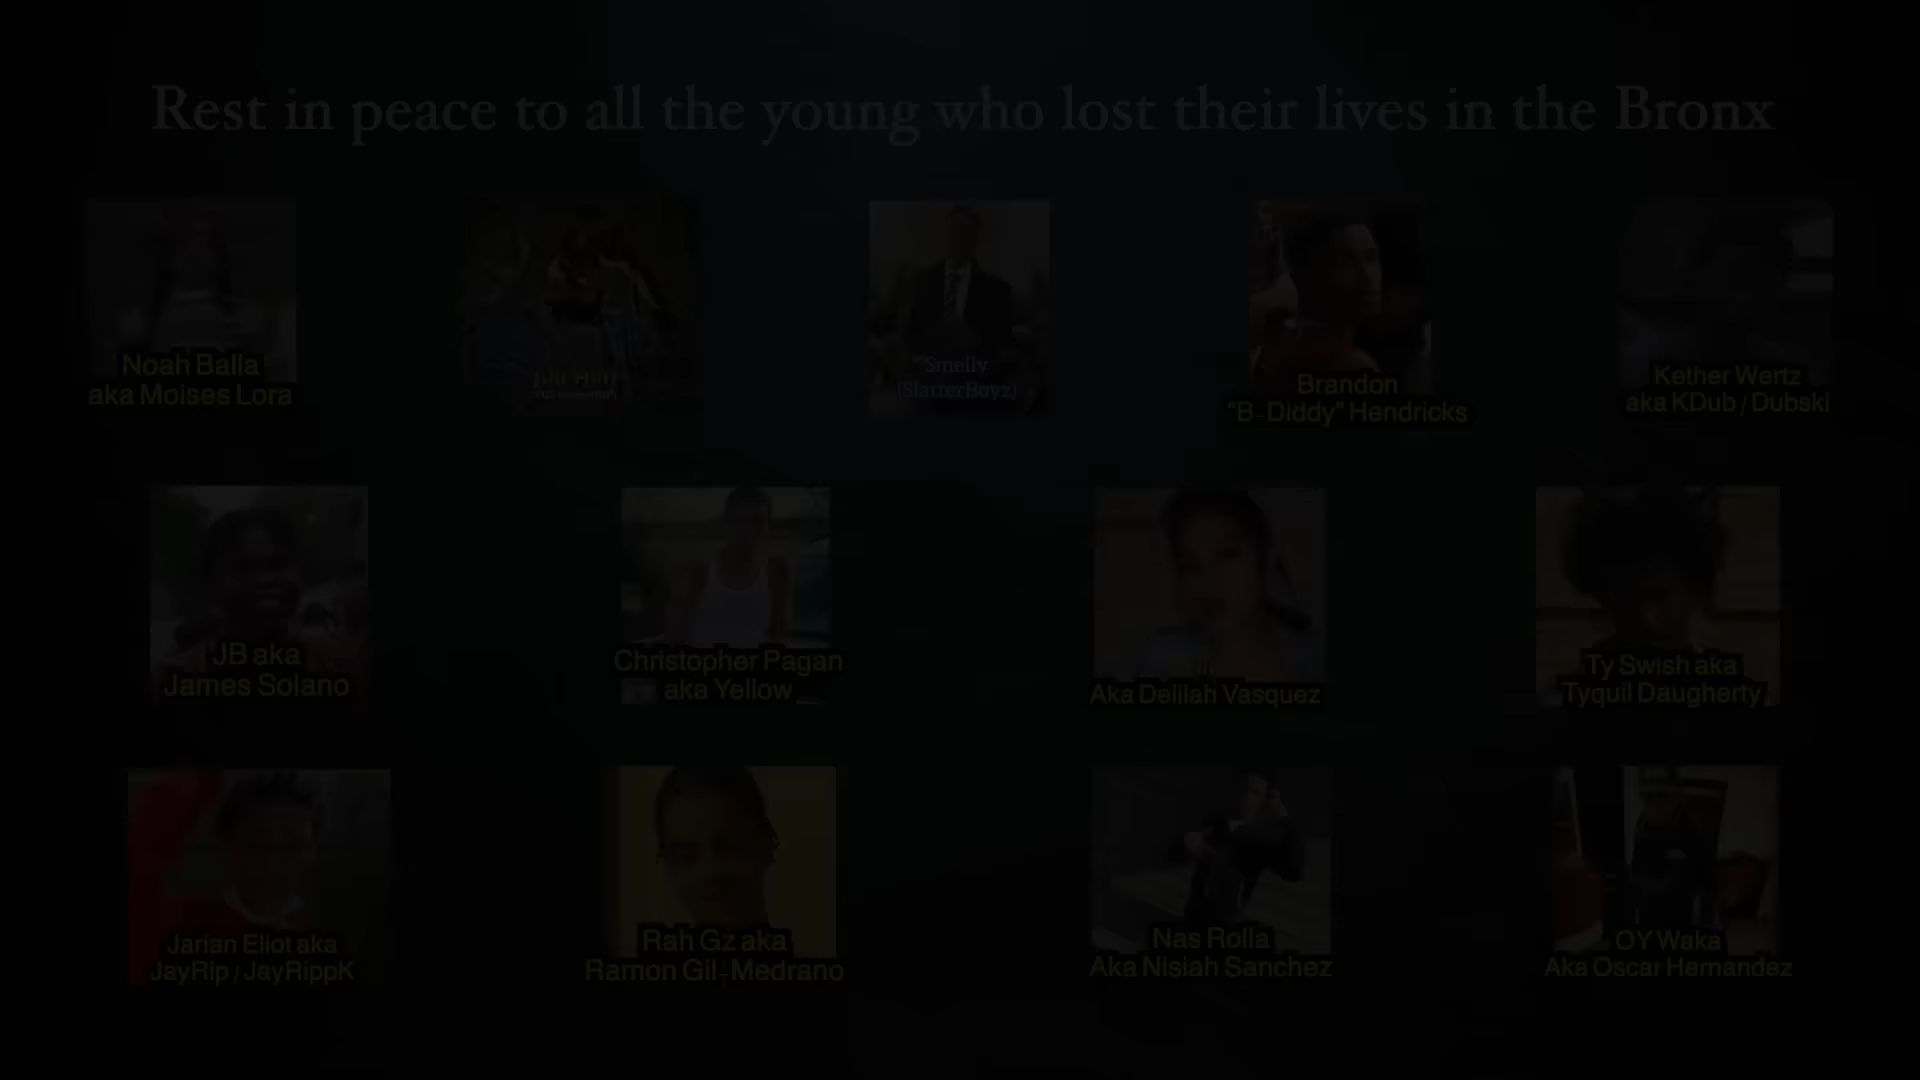 Rest in peace to all the young who lost their lives in the Bronx
Noah Balla
aka Moises Lora
Smelly
(SlatterBoyz)
Brandon
“B-Diddy” Hendricks
Kether Wertz
aka KDub / Dubski
JB aka
James Solano
Christopher Pagan
aka Yellow
Aka Delilah Vasquez
Ty Swish aka
Tyquil Daugherty
Jarian Eliot aka
JayRip / JayRippK
Rah Gz aka
Ramon Gil-Medrano
Nas Rolla
Aka Nisiah Sanchez
OY Waka
Aka Oscar Hernandez